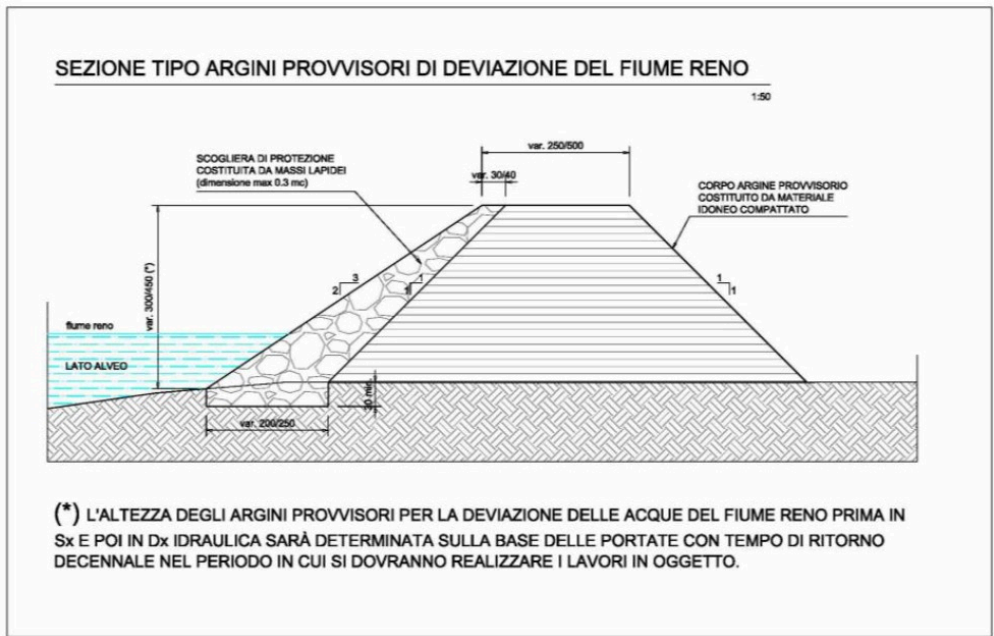 SEZIONE TIPO ARGINI PROVVISORI DI DEVIAZIONE DEL FIUME RENO
1:50
var. 250/500
SCOGLIERA DI PROTEZIONE
COSTITUITA DA MASSI LAPIDEI
(dimensione max 0.3 mc)
var. 30/40
CORPO ARGINE PROVVISORIO
COSTITUITO DA MATERIALE
IDONEO COMPATTATO
3
2
1
1
1
1
var. 300/450 (*)
fiume reno
LATO ALVEO
30 min.
var. 200/250
(*) L'ALTEZZA DEGLI ARGINI PROVVISORI PER LA DEVIAZIONE DELLE ACQUE DEL FIUME RENO PRIMA IN
Sx E POI IN Dx IDRAULICA SARÀ DETERMINATA SULLA BASE DELLE PORTATE CON TEMPO DI RITORNO
DECENNALE NEL PERIODO IN CUI SI DOVRANNO REALIZZARE I LAVORI IN OGGETTO.